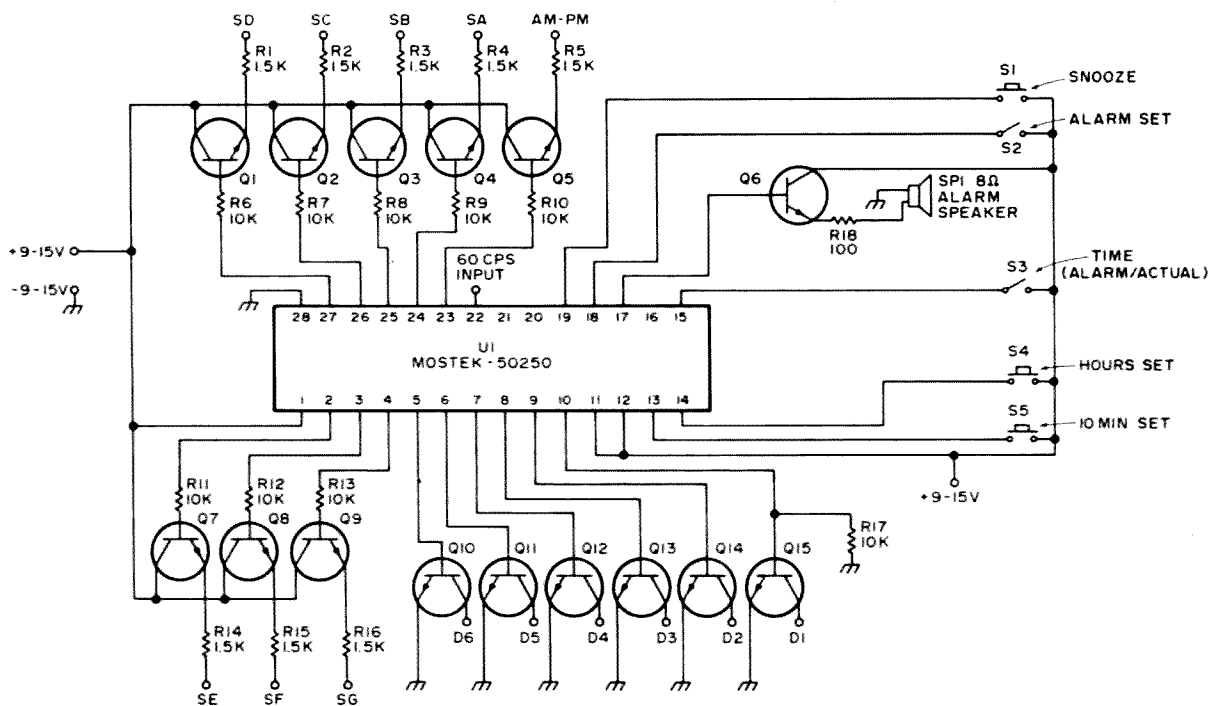 SD SC SB SA AM-PM
R1 1.5K
R2 1.5K
R3 1.5K
R4 1.5K
R5 1.5K
S1
SNOOZE
ALARM SET
S2
Q1 Q2 Q3 Q4 Q5
Q6
SP1 8Ω
ALARM
SPEAKER
R6 10K
R7 10K
R8 10K
R9 10K
R10 10K
R18
100
+9-15V
-9-15V
60 CPS
INPUT
S3
TIME
(ALARM/ACTUAL)
28 27 26 25 24 23 22 21 20 19 18 17 16 15
U1
MOSTEK-50250
1 2 3 4 5 6 7 8 9 10 11 12 13 14
S4
HOURS SET
S5
10 MIN SET
+9-15V
R11 10K
R12 10K
R13 10K
Q7 Q8 Q9
Q10 Q11 Q12 Q13 Q14 Q15
R17
10K
D6 D5 D4 D3 D2 D1
R14 1.5K
R15 1.5K
R16 1.5K
SE SF SG